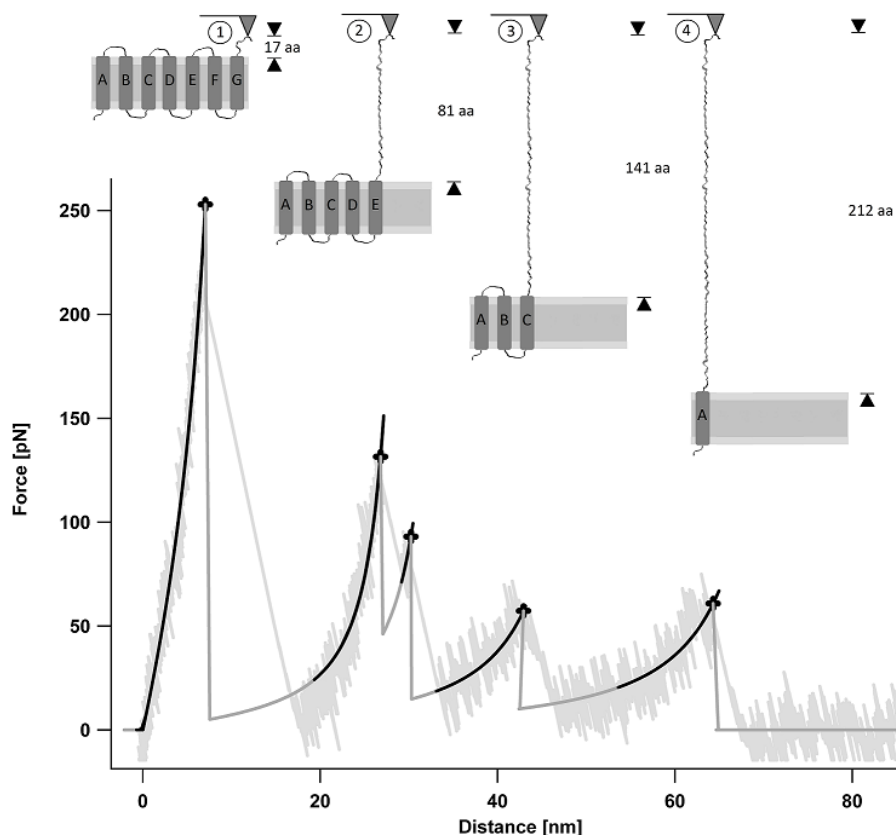 1
2
3
4
17 aa
A B C D E F G
81 aa
A B C D E
141 aa
A B C
212 aa
A
250
200
150
100
50
0
Force [pN]
0 20 40 60 80
Distance [nm]